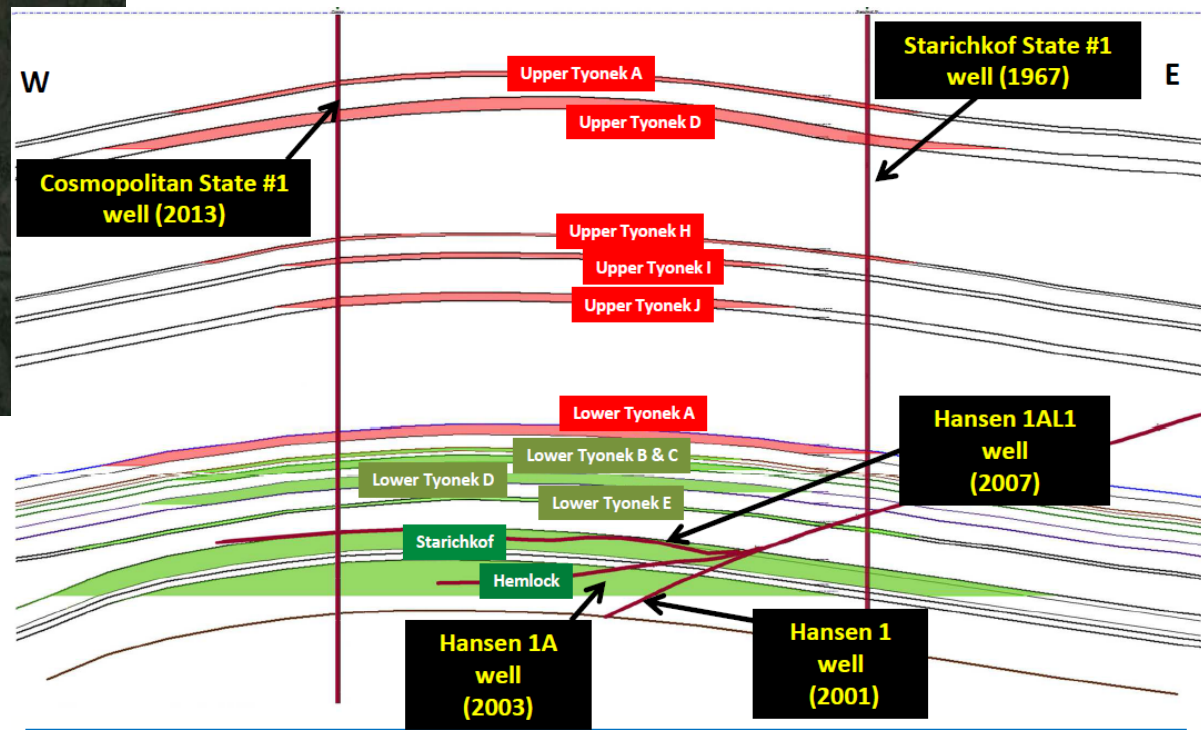 W
E
Upper Tyonek A
Starichkof State #1
well (1967)
Upper Tyonek D
Cosmopolitan State #1
well (2013)
Upper Tyonek H
Upper Tyonek I
Upper Tyonek J
Lower Tyonek A
Hansen 1AL1
well
(2007)
Lower Tyonek B & C
Lower Tyonek D
Lower Tyonek E
Starichkof
Hemlock
Hansen 1A
well
(2003)
Hansen 1
well
(2001)